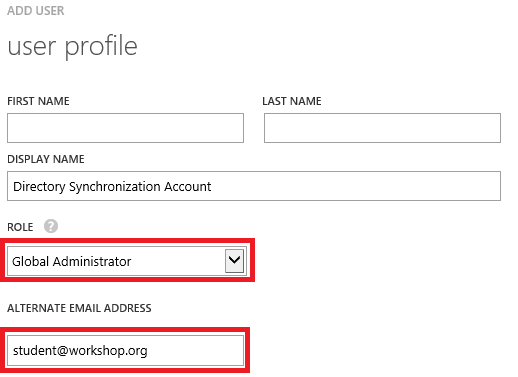 ADD USER
user profile
FIRST NAME LAST NAME
DISPLAY NAME
Directory Synchronization Account
ROLE ?
Global Administrator
ALTERNATE EMAIL ADDRESS
student@workshop.org